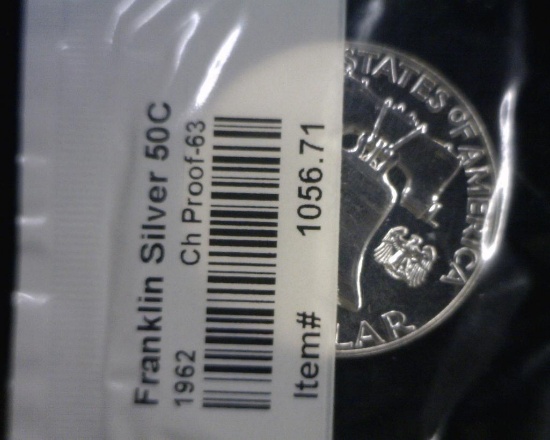 Franklin Silver 50C
1962 Ch Proof-63
Item# 1056.71
STATES OF AMERICA
LAR